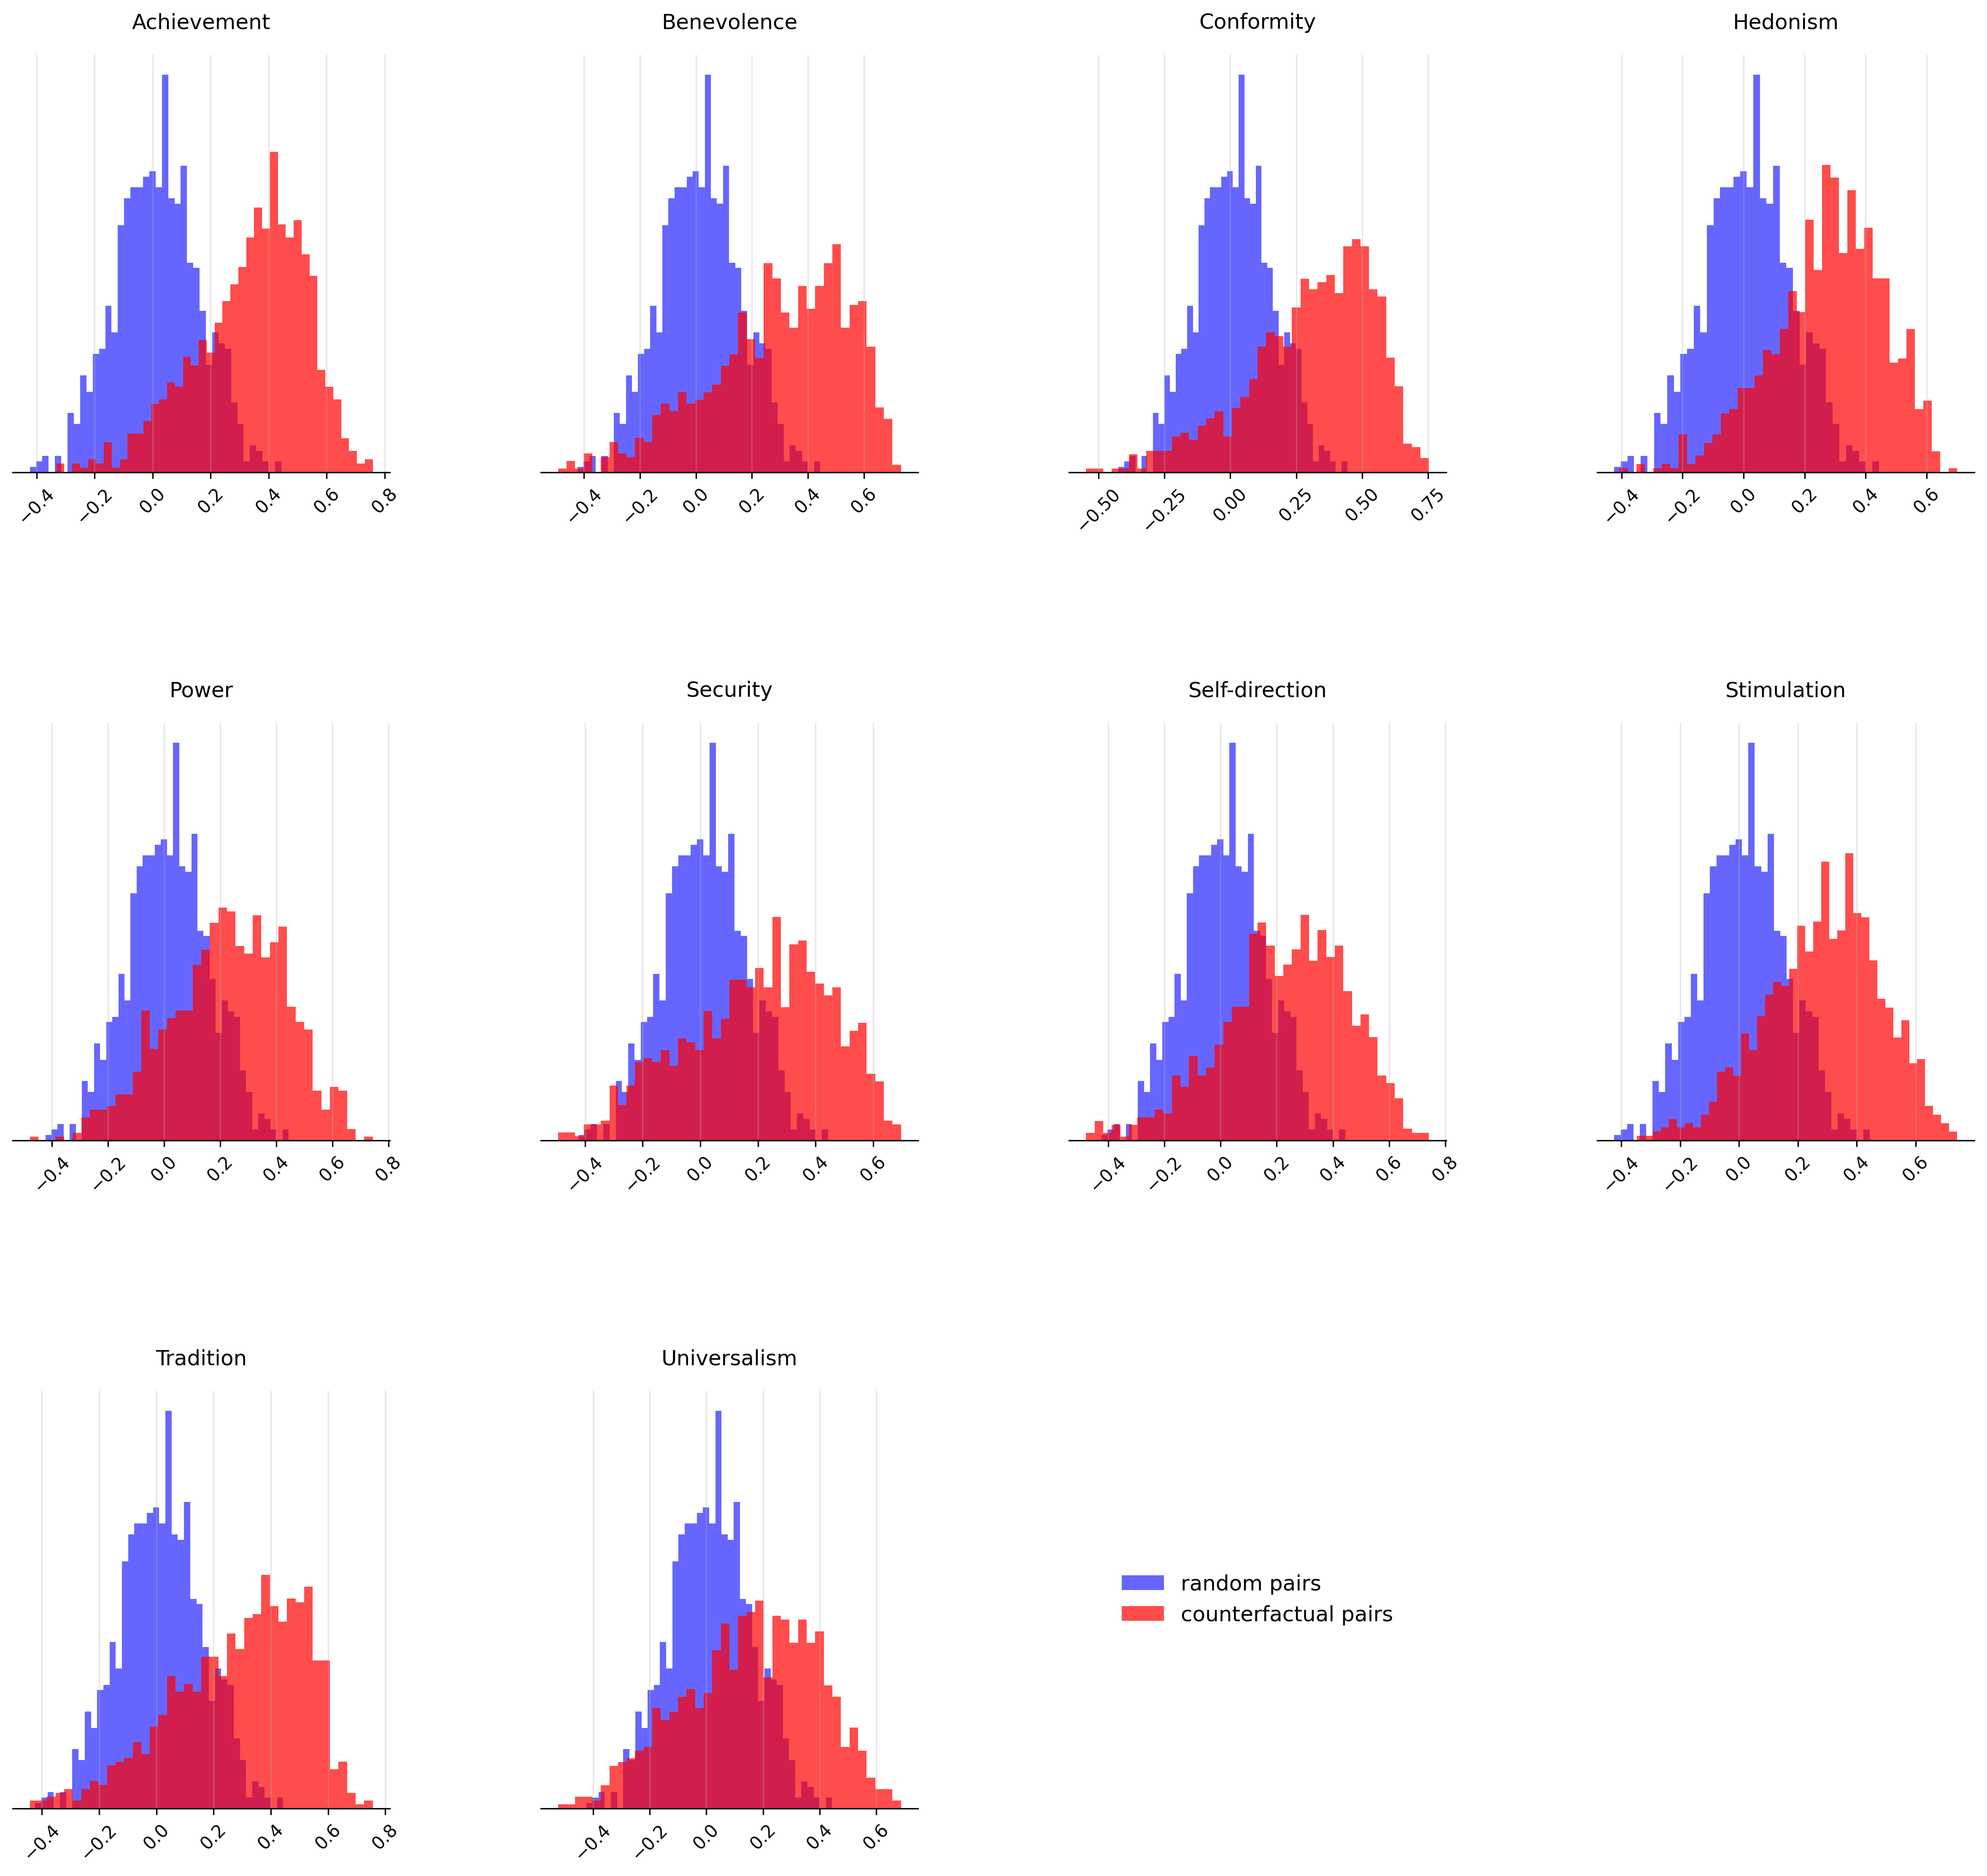 Achievement Benevolence Conformity Hedonism
−0.4 −0.2 0.0 0.2 0.4 0.6 0.8 −0.4 −0.2 0.0 0.2 0.4 0.6 −0.50 −0.25 0.00 0.25 0.50 0.75 −0.4 −0.2 0.0 0.2 0.4 0.6
Power Security Self-direction Stimulation
−0.4 −0.2 0.0 0.2 0.4 0.6 0.8 −0.4 −0.2 0.0 0.2 0.4 0.6 −0.4 −0.2 0.0 0.2 0.4 0.6 0.8 −0.4 −0.2 0.0 0.2 0.4 0.6
Tradition Universalism
random pairs
counterfactual pairs
−0.4 −0.2 0.0 0.2 0.4 0.6 0.8 −0.4 −0.2 0.0 0.2 0.4 0.6